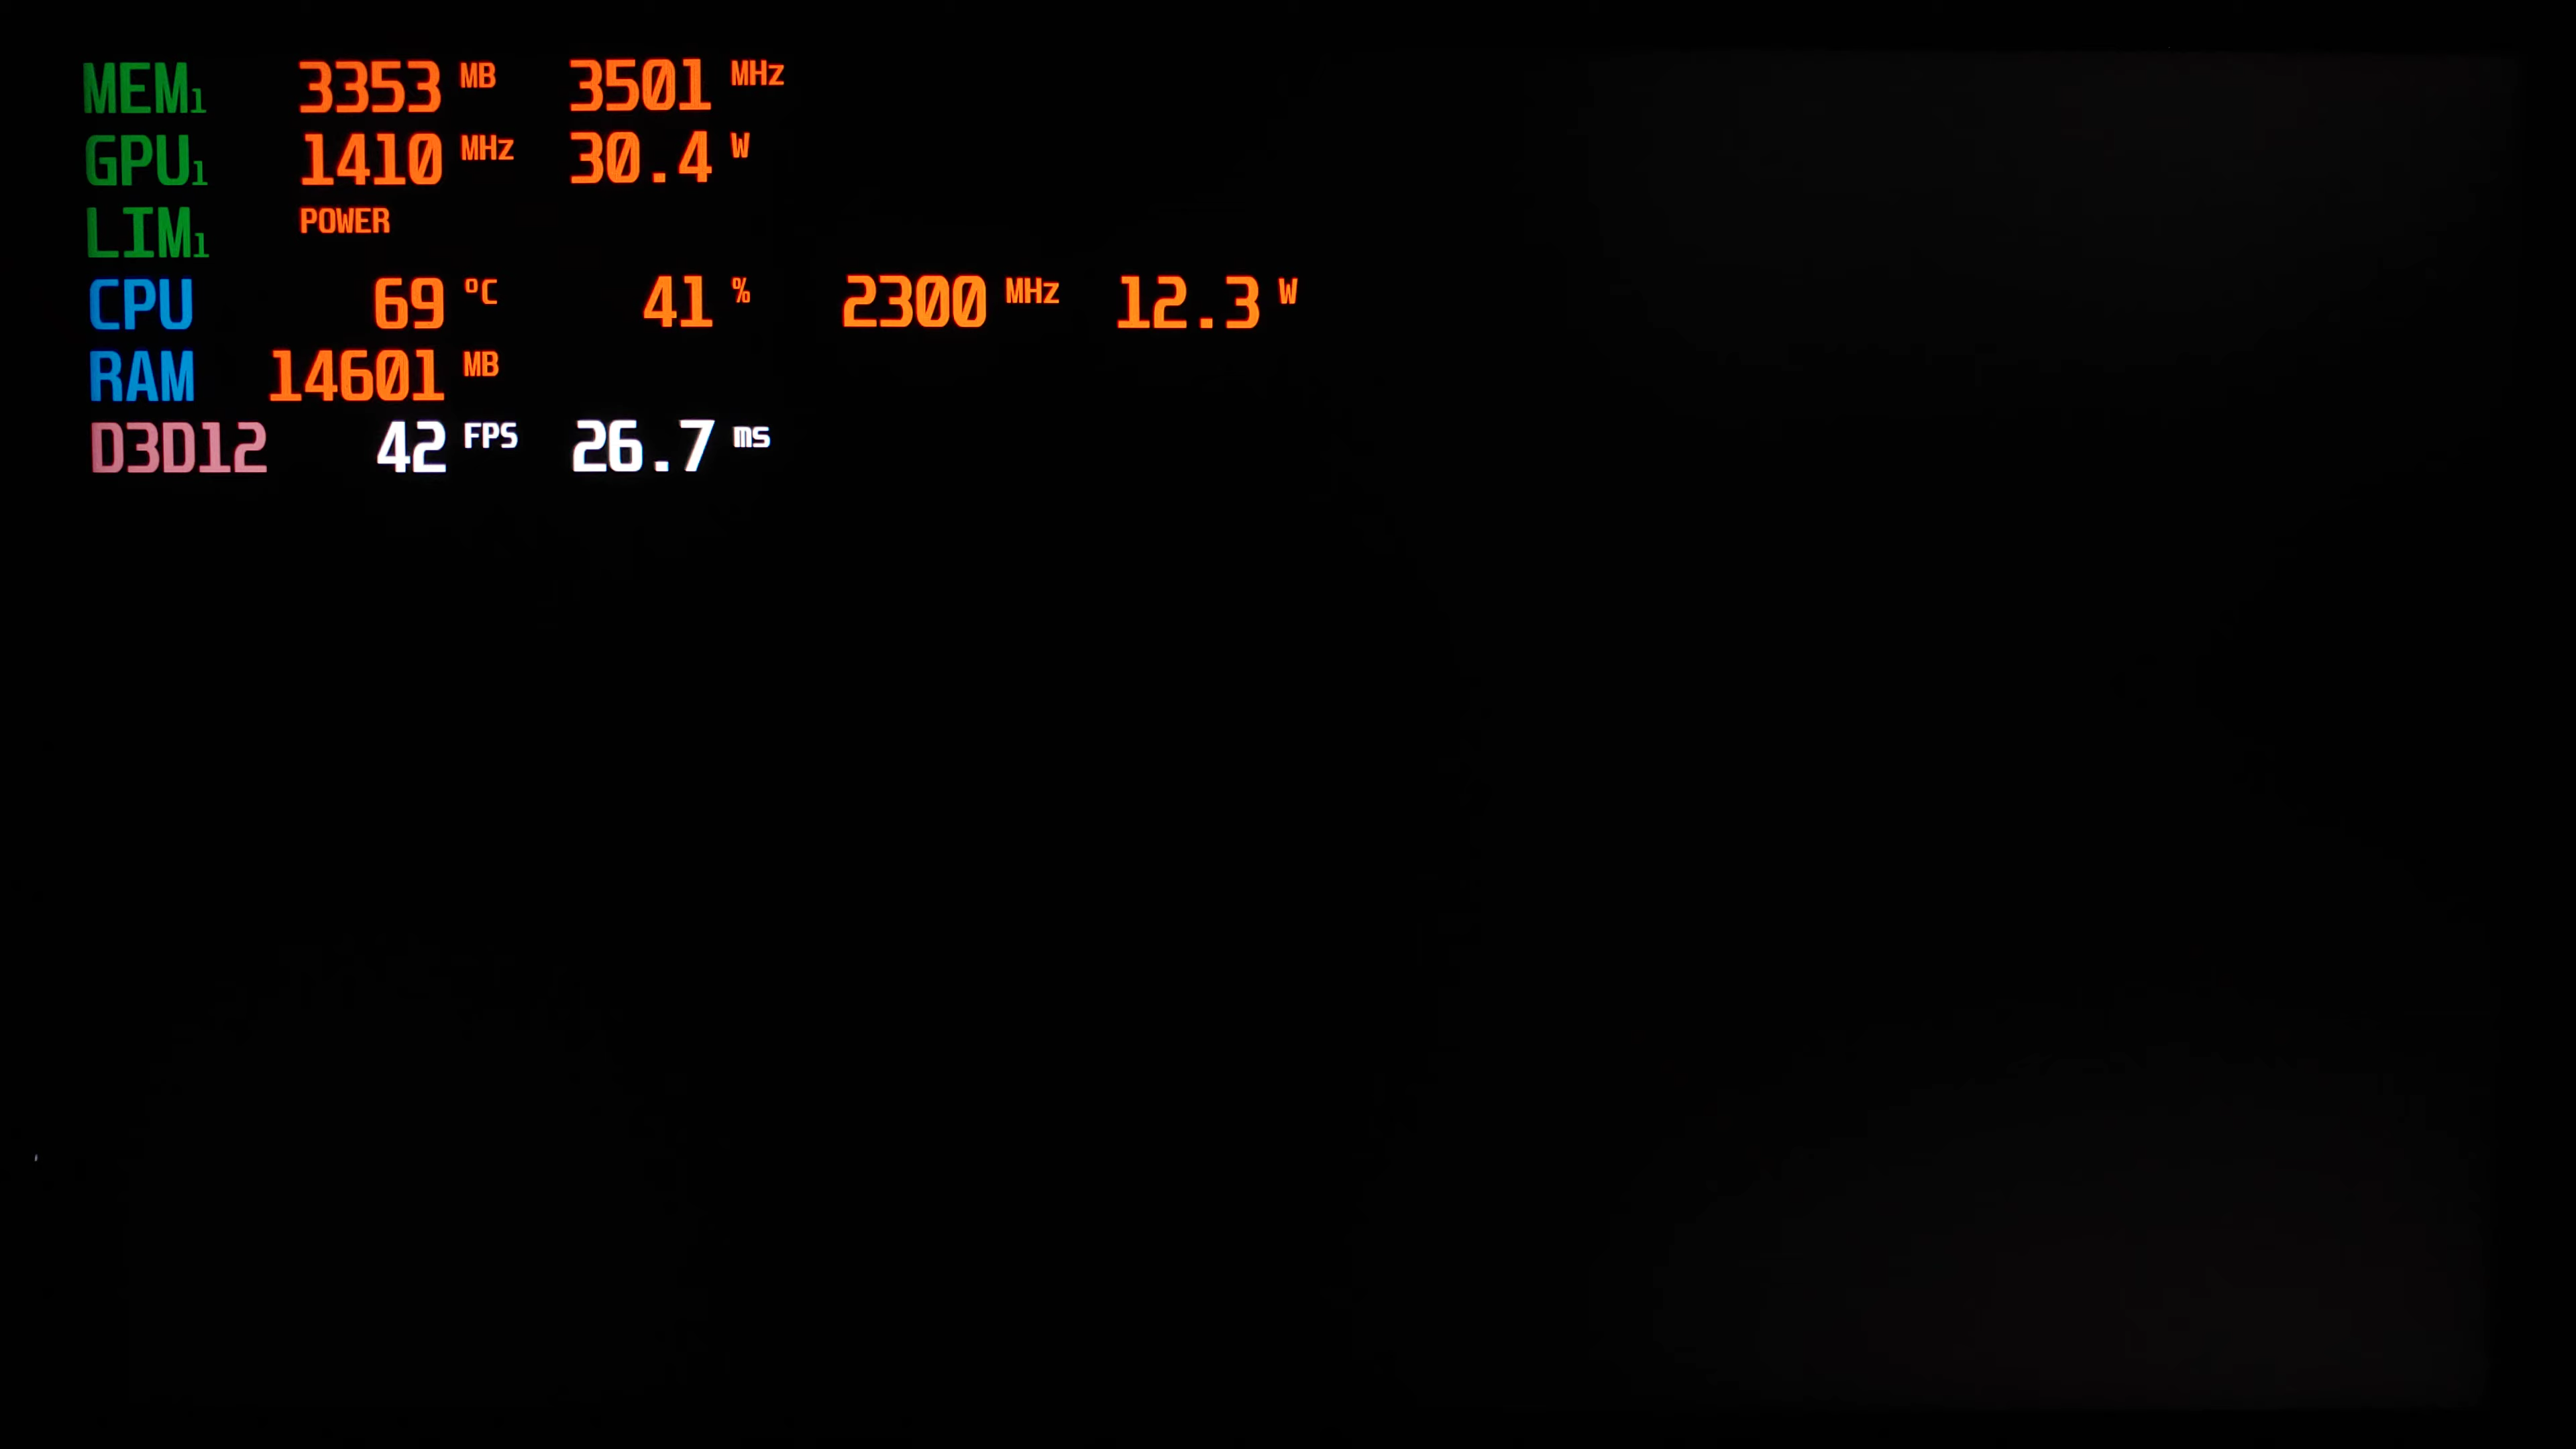 MEM1 3353 MB 3501 MHz
GPU1 1410 MHz 30.4 W
LIM1 POWER
CPU 69 °C 41 % 2300 MHz 12.3 W
RAM 14601 MB
D3D12 42 FPS 26.7 ms